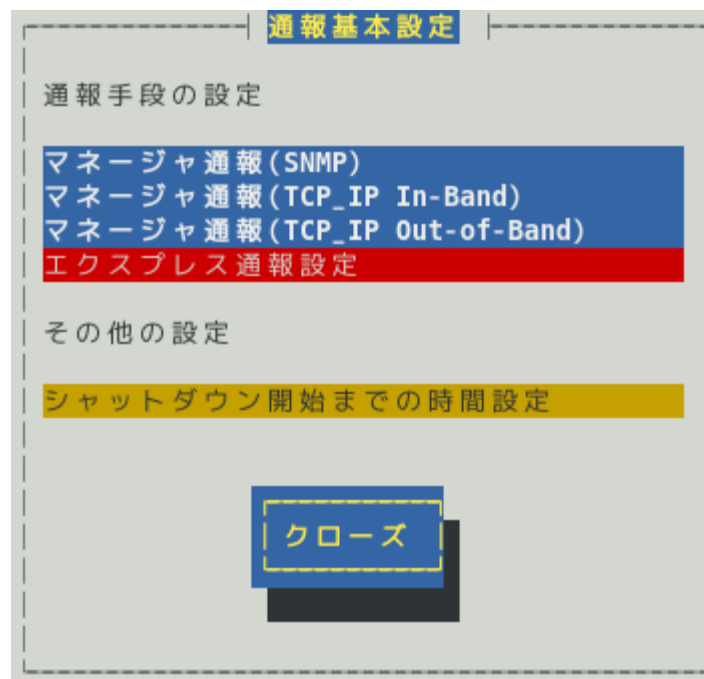 通報基本設定
通報手段の設定
マネージャ通報(SNMP)
マネージャ通報(TCP_IP In-Band)
マネージャ通報(TCP_IP Out-of-Band)
エクスプレス通報設定
その他の設定
シャットダウン開始までの時間設定
クローズ